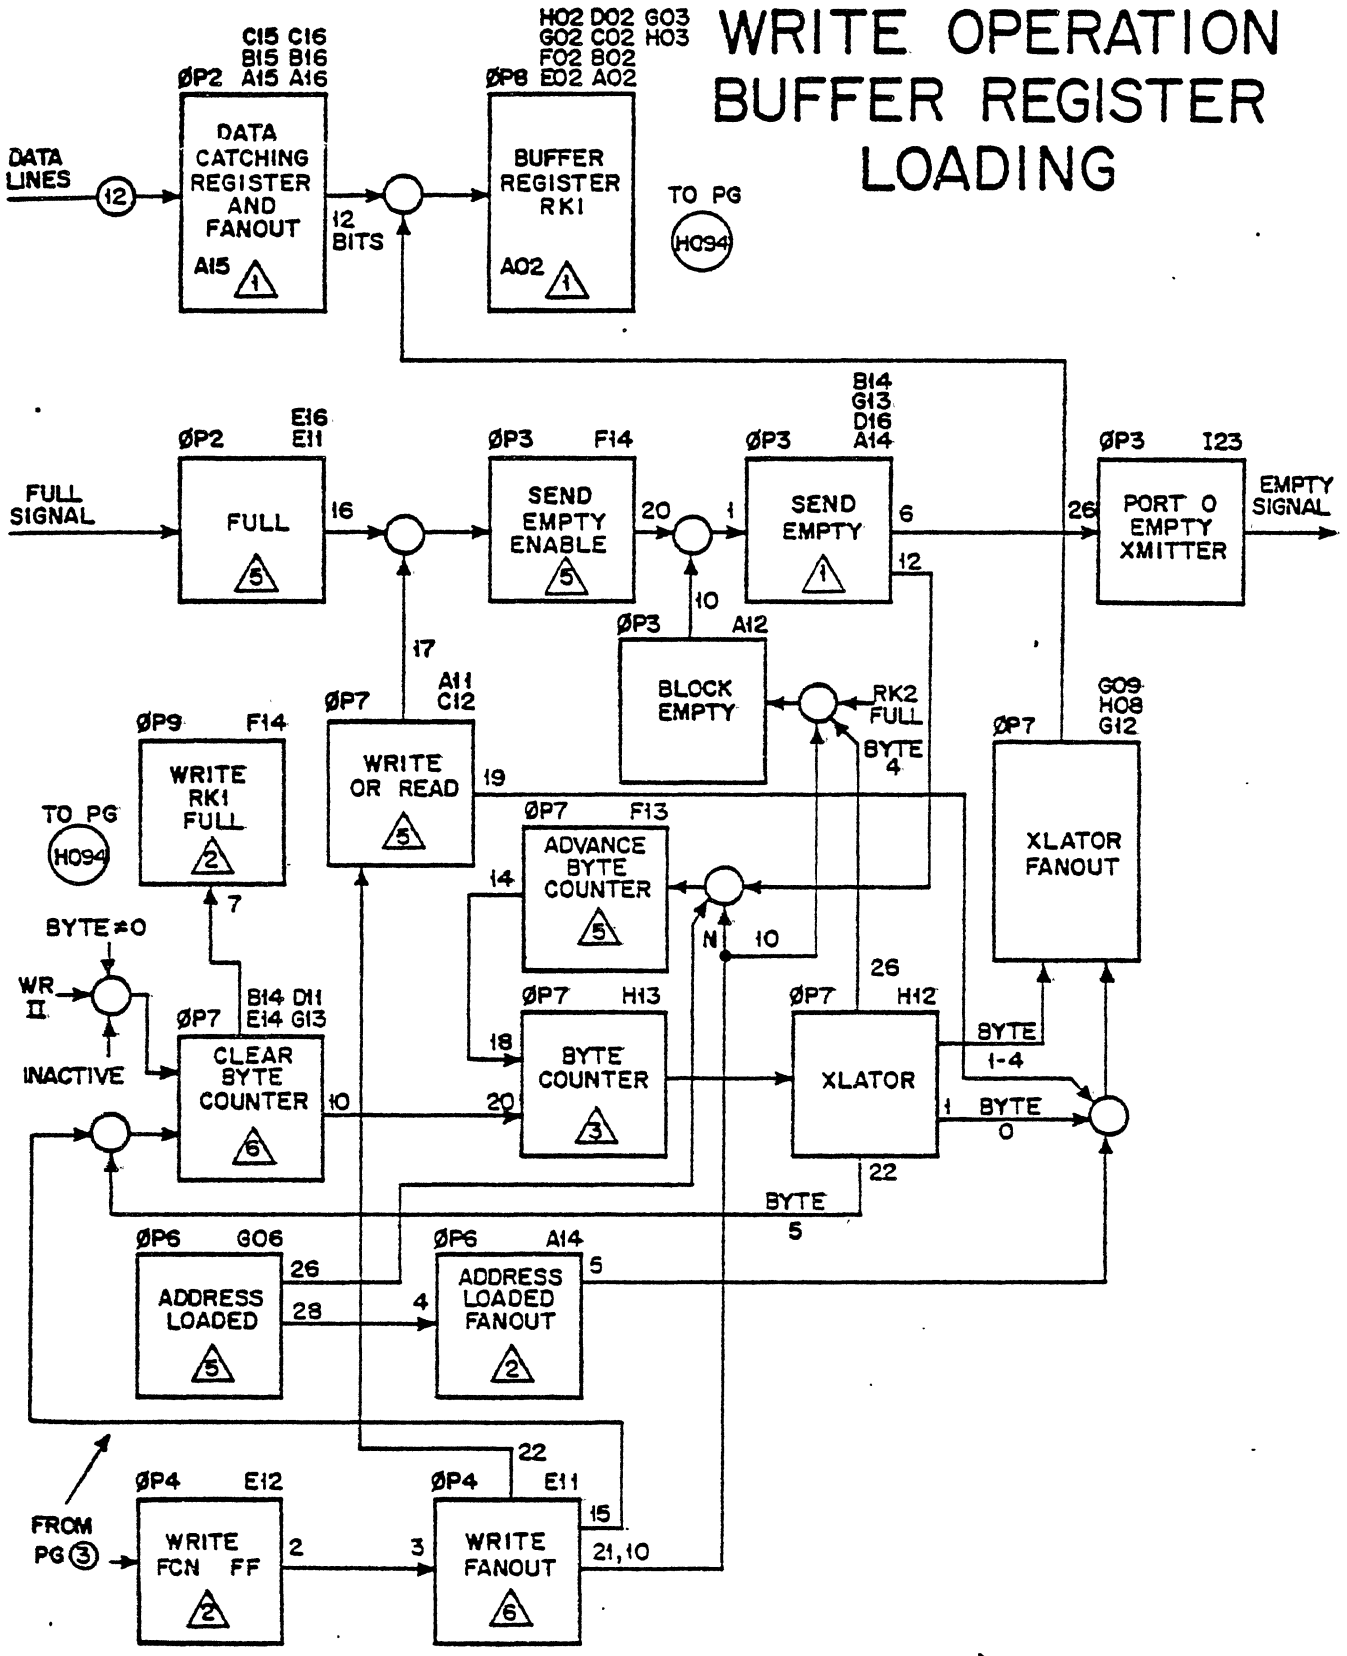 WRITE OPERATION
BUFFER REGISTER
LOADING
C15 C16
B15 B16
ØP2 A15 A16
DATA
CATCHING
REGISTER
AND
FANOUT
A15 1
DATA
LINES
12
12
BITS
H02 D02 G03
G02 C02 H03
F02 B02
ØP8 E02 A02
BUFFER
REGISTER
RK1
A02 1
TO PG
H094
E16
ØP2 E11
FULL
SIGNAL
FULL
5
16
ØP3 F14
SEND
EMPTY
ENABLE
5
20
1
B14
G13
D16
ØP3 A14
SEND
EMPTY
1
6
12
26
ØP3 I23
PORT 0
EMPTY
XMITTER
EMPTY
SIGNAL
10
ØP3 A12
BLOCK
EMPTY
RK2
FULL
BYTE
4
17
A11
ØP7 C12
WRITE
OR READ
5
19
ØP9 F14
WRITE
RK1
FULL
2
TO PG
H094
7
G09
H08
ØP7 G12
XLATOR
FANOUT
ØP7 F13
ADVANCE
BYTE
COUNTER
5
14
N
10
BYTE≠0
WR
II
INACTIVE
B14 D11
ØP7 E14 G13
CLEAR
BYTE
COUNTER
6
10
18
20
ØP7 H13
BYTE
COUNTER
3
26
ØP7 H12
XLATOR
BYTE
1-4
1 BYTE
0
22
BYTE
5
ØP6 G06
ADDRESS
LOADED
5
26
28
4
ØP6 A14
ADDRESS
LOADED
FANOUT
2
5
22
FROM
PG 3
ØP4 E12
WRITE
FCN FF
2
2
3
ØP4 E11
WRITE
FANOUT
6
15
21,10